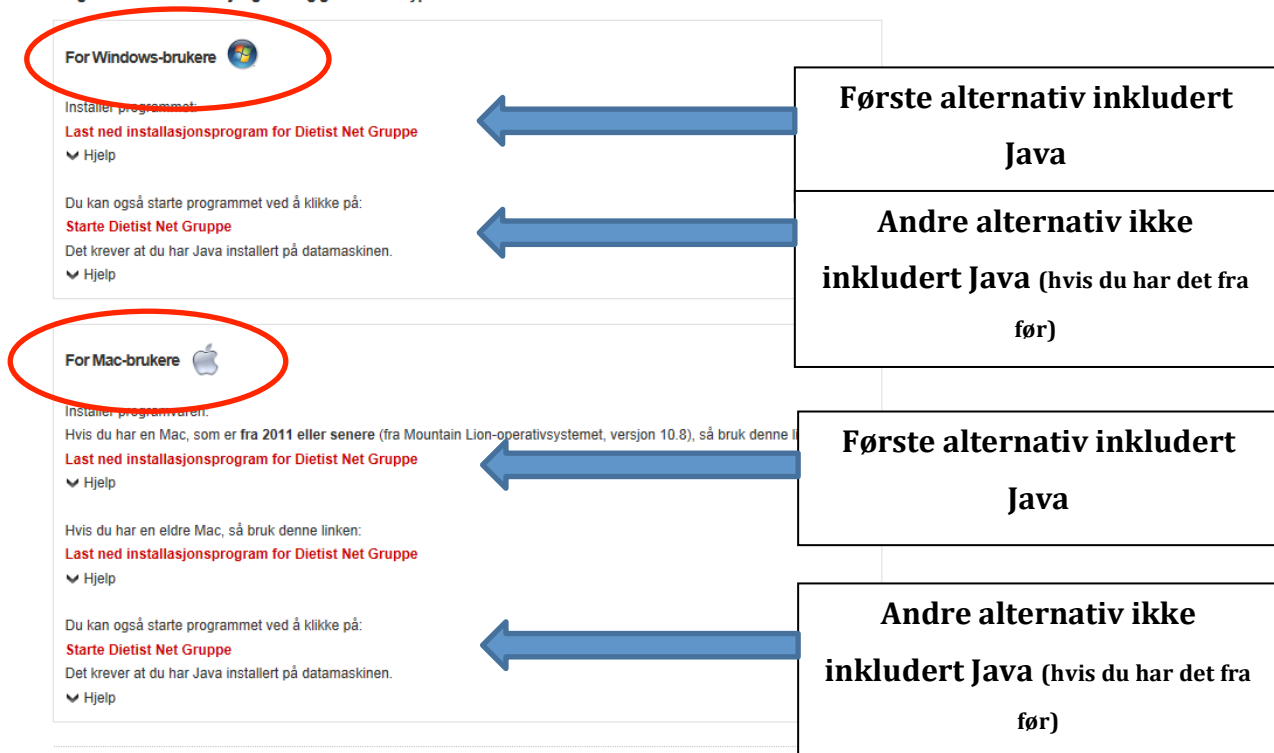 For Windows-brukere
Installer programmet:
Last ned installasjonsprogram for Dietist Net Gruppe
Hjelp
Du kan også starte programmet ved å klikke på:
Starte Dietist Net Gruppe
Det krever at du har Java installert på datamaskinen.
Hjelp
Første alternativ inkludert
Java
Andre alternativ ikke
inkludert Java (hvis du har det fra
før)
For Mac-brukere
Installer programvaren:
Hvis du har en Mac, som er fra 2011 eller senere (fra Mountain Lion-operativsystemet, versjon 10.8), så bruk denne
Last ned installasjonsprogram for Dietist Net Gruppe
Hjelp
Hvis du har en eldre Mac, så bruk denne linken:
Last ned installasjonsprogram for Dietist Net Gruppe
Hjelp
Du kan også starte programmet ved å klikke på:
Starte Dietist Net Gruppe
Det krever at du har Java installert på datamaskinen.
Hjelp
Første alternativ inkludert
Java
Andre alternativ ikke
inkludert Java (hvis du har det fra
før)